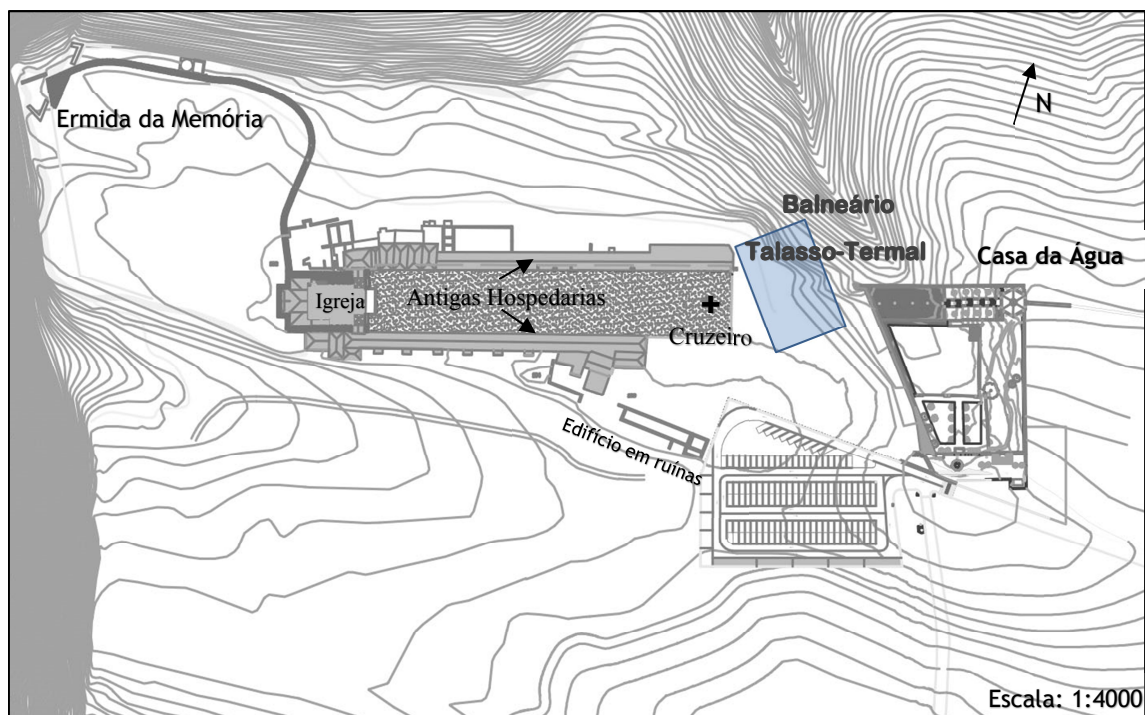 N
Ermida da Memória
Balneário
Talasso-Termal
Casa da Água
Igreja
Antigas Hospedarias
Cruzeiro
Edifício em ruínas
Escala: 1:4000